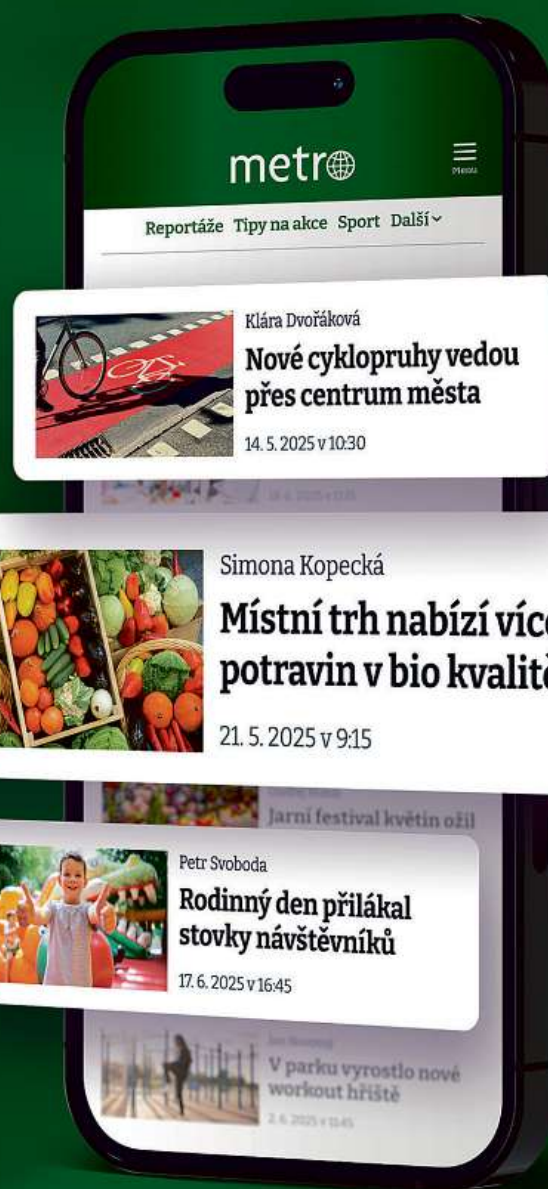 metro
Menu
Reportáže Tipy na akce Sport Další
Klára Dvořáková
Nové cyklopruhy vedou
přes centrum města
14. 5. 2025 v 10:30
Simona Kopecká
Místní trh nabízí více
potravin v bio kvalitě
21. 5. 2025 v 9:15
Jarní festival květin ožil
Petr Svoboda
Rodinný den přilákal
stovky návštěvníků
17. 6. 2025 v 16:45
V parku vyrostlo nové
workout hřiště